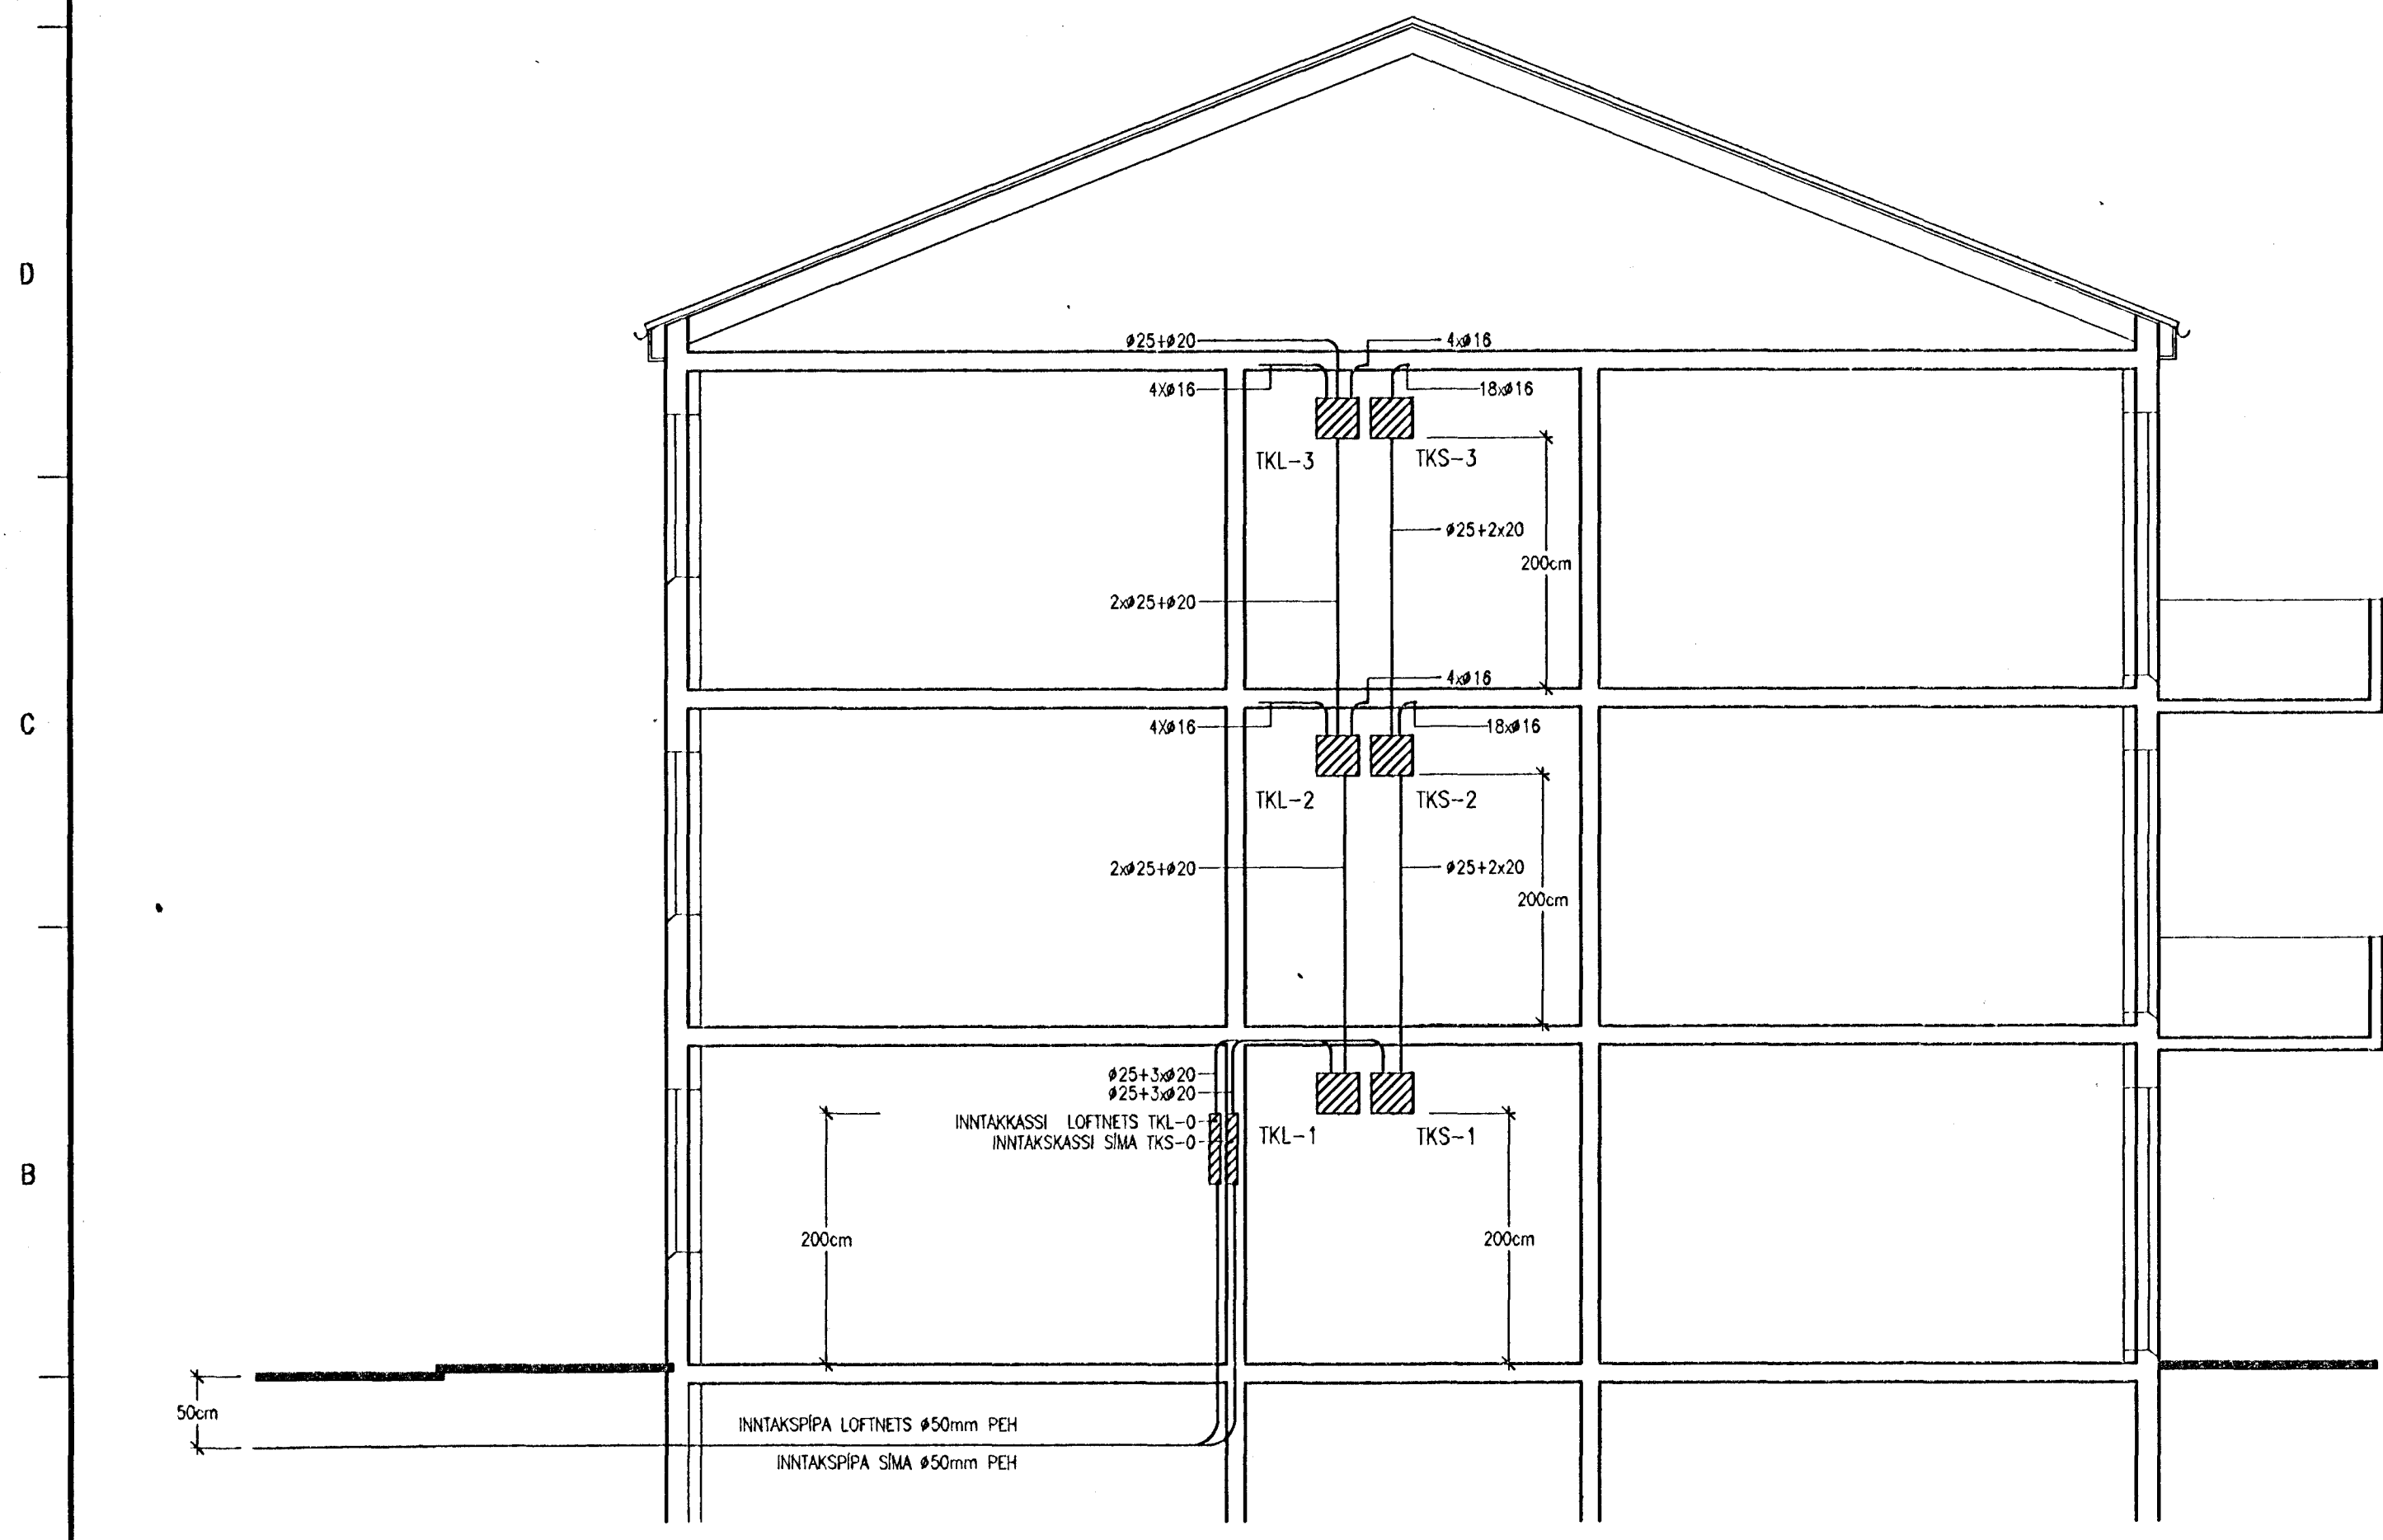 D
ø25+ø20
4xø16
4Xø16
18xø16
TKL-3
TKS-3
ø25+2x20
200cm
2xø25+ø20
4xø16
C
4Xø16
18xø16
TKL-2
TKS-2
2xø25+ø20
ø25+2x20
200cm
ø25+3xø20
ø25+3xø20
INNTAKKASSI LOFTNETS TKL-0
INNTAKSKASSI SÍMA TKS-0
TKL-1
TKS-1
B
200cm
200cm
50cm
INNTAKSPÍPA LOFTNETS ø50mm PEH
INNTAKSPÍPA SÍMA ø50mm PEH